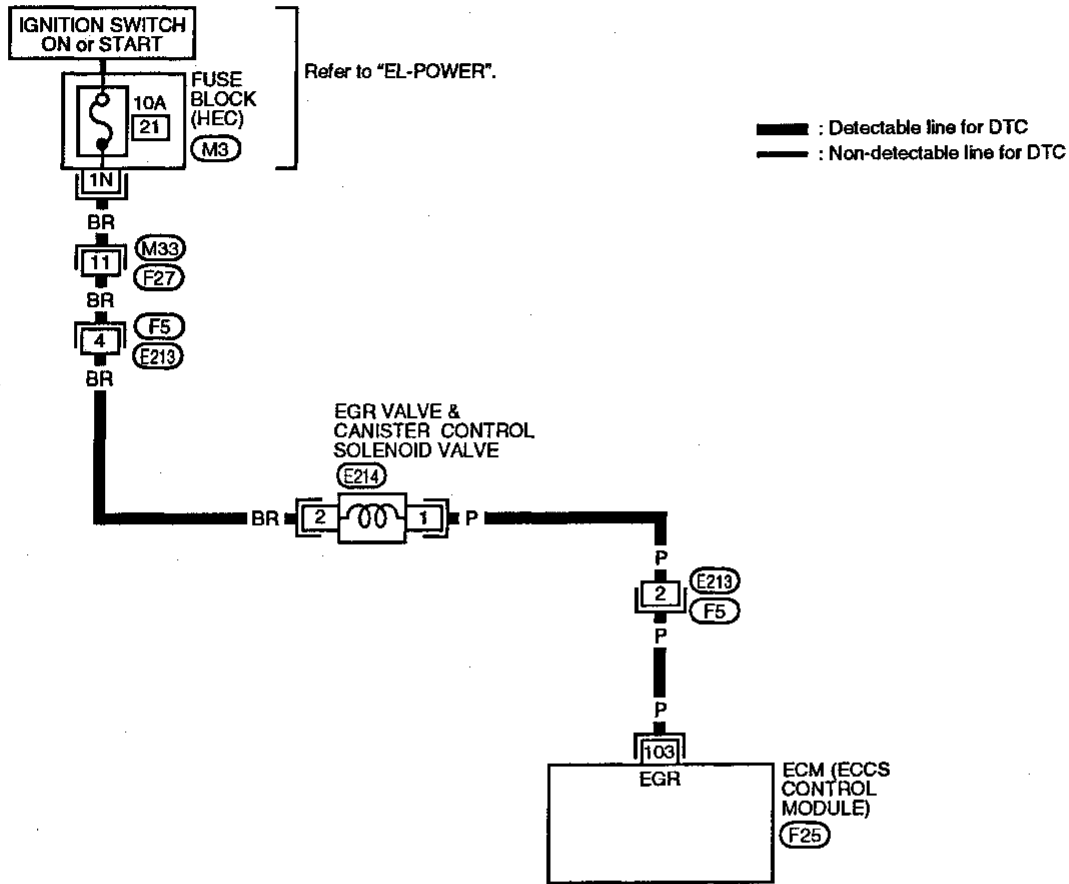 IGNITION SWITCH
ON or START
Refer to "EL-POWER".
FUSE
BLOCK
(HEC)
10A
21
M3
1N
: Detectable line for DTC
: Non-detectable line for DTC
BR
11
M33
F27
BR
4
F5
E213
BR
EGR VALVE &
CANISTER CONTROL
SOLENOID VALVE
E214
BR 2 1 P
P
2
E213
F5
P
P
103
EGR
ECM (ECCS
CONTROL
MODULE)
F25